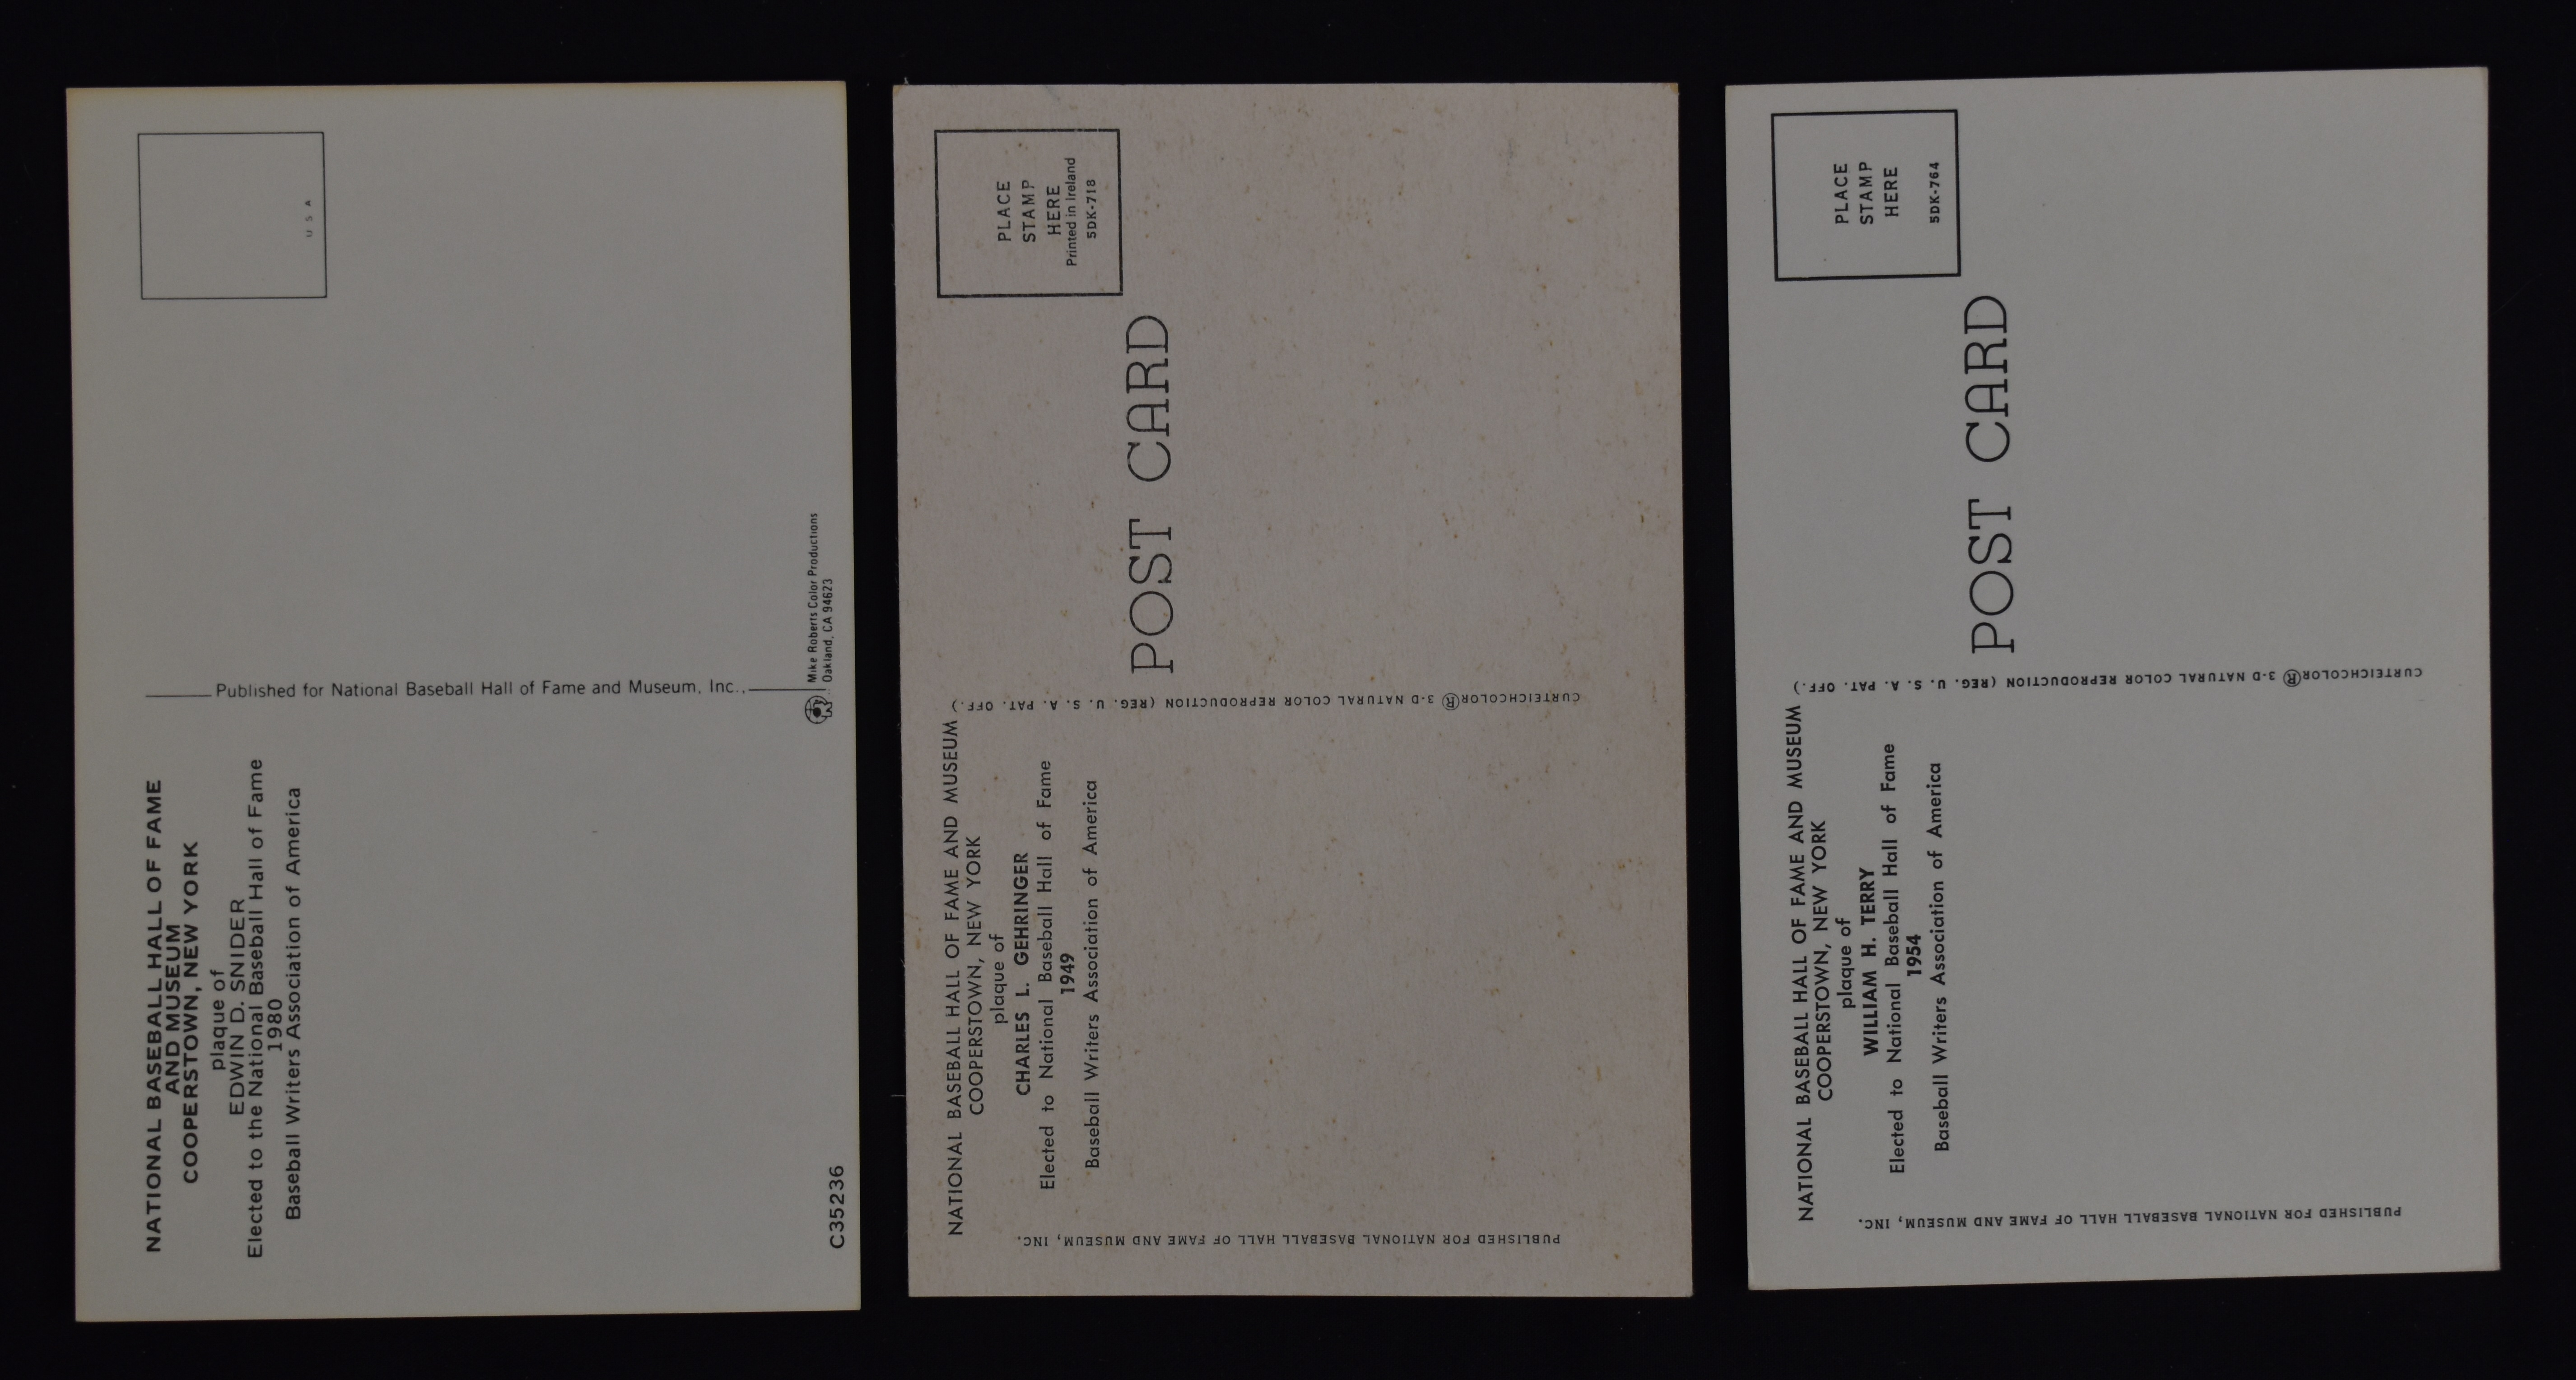 NATIONAL BASEBALL HALL OF FAME
AND MUSEUM
COOPERSTOWN, NEW YORK
plaque of
EDWIN D. SNIDER
Elected to the National Baseball Hall of Fame
1980
Baseball Writers Association of America
C35236
Published for National Baseball Hall of Fame and Museum, Inc.,
Mike Roberts Color Productions
Oakland, CA 94623
U S A
NATIONAL BASEBALL HALL OF FAME AND MUSEUM
COOPERSTOWN, NEW YORK
plaque of
CHARLES L. GEHRINGER
Elected to National Baseball Hall of Fame
1949
Baseball Writers Association of America
PUBLISHED FOR NATIONAL BASEBALL HALL OF FAME AND MUSEUM, INC.
CURTEICHCOLOR® 3-D NATURAL COLOR REPRODUCTION (REG. U. S. A. PAT. OFF.)
POST CARD
PLACE
STAMP
HERE
Printed in Ireland
5DK-718
NATIONAL BASEBALL HALL OF FAME AND MUSEUM
COOPERSTOWN, NEW YORK
plaque of
WILLIAM H. TERRY
Elected to National Baseball Hall of Fame
1954
Baseball Writers Association of America
PUBLISHED FOR NATIONAL BASEBALL HALL OF FAME AND MUSEUM, INC.
CURTEICHCOLOR® 3-D NATURAL COLOR REPRODUCTION (REG. U. S. A. PAT. OFF.)
POST CARD
PLACE
STAMP
HERE
5DK-764